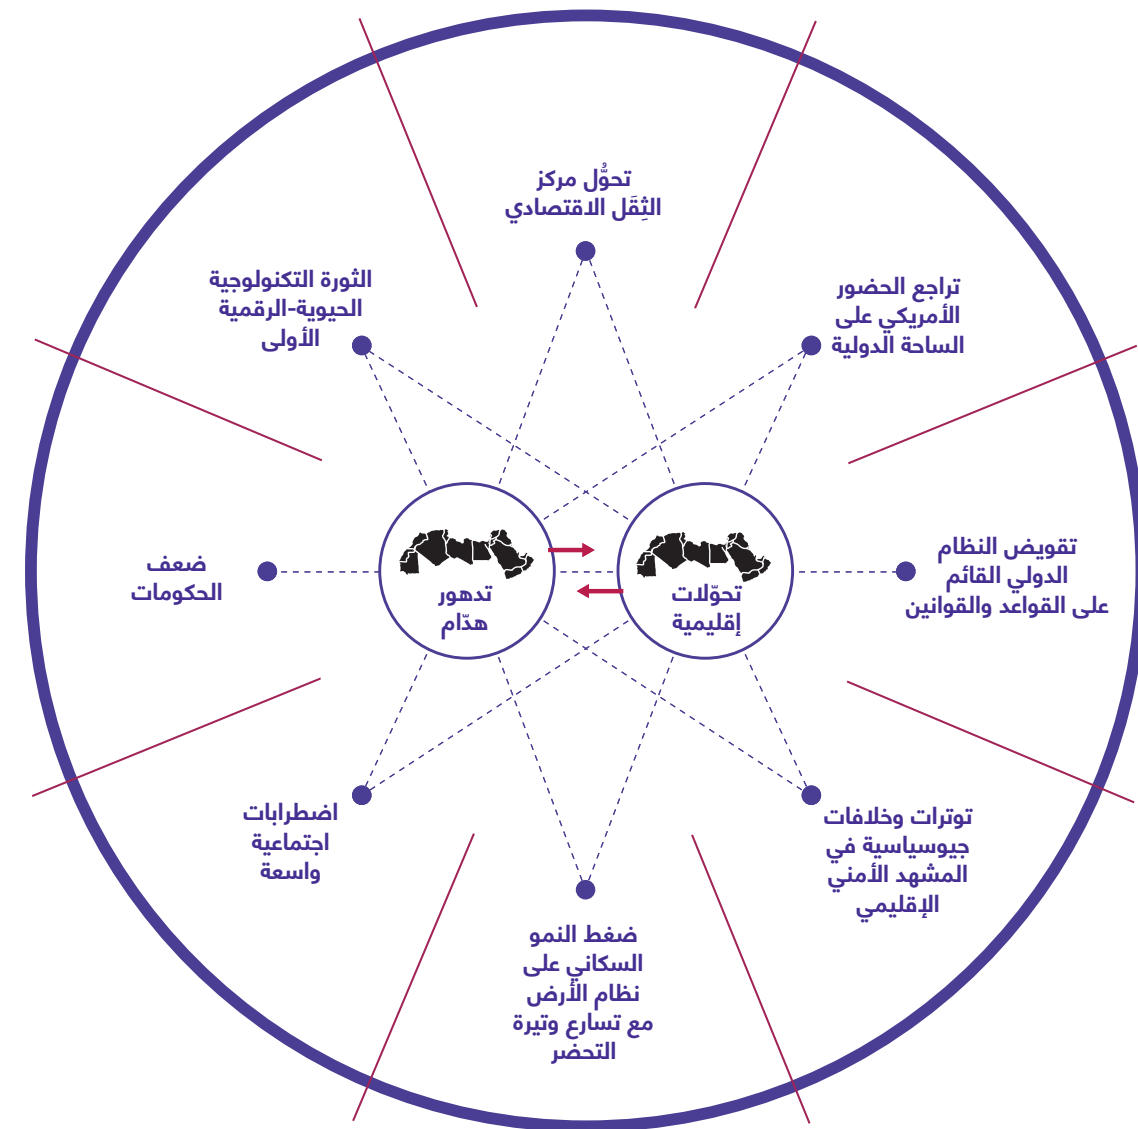 تحوُّل مركز
الثِقَل الاقتصادي
تراجع الحضور
الأمريكي على
الساحة الدولية
الثورة التكنولوجية
الحيوية-الرقمية
الأولى
تقويض النظام
الدولي القائم
على القواعد والقوانين
تحوّلات
إقليمية
تدهور
هدّام
ضعف
الحكومات
توترات وخلافات
جيوسياسية في
المشهد الأمني
الإقليمي
اضطرابات
اجتماعية
واسعة
ضغط النمو
السكاني على
نظام الأرض
مع تسارع وتيرة
التحضر